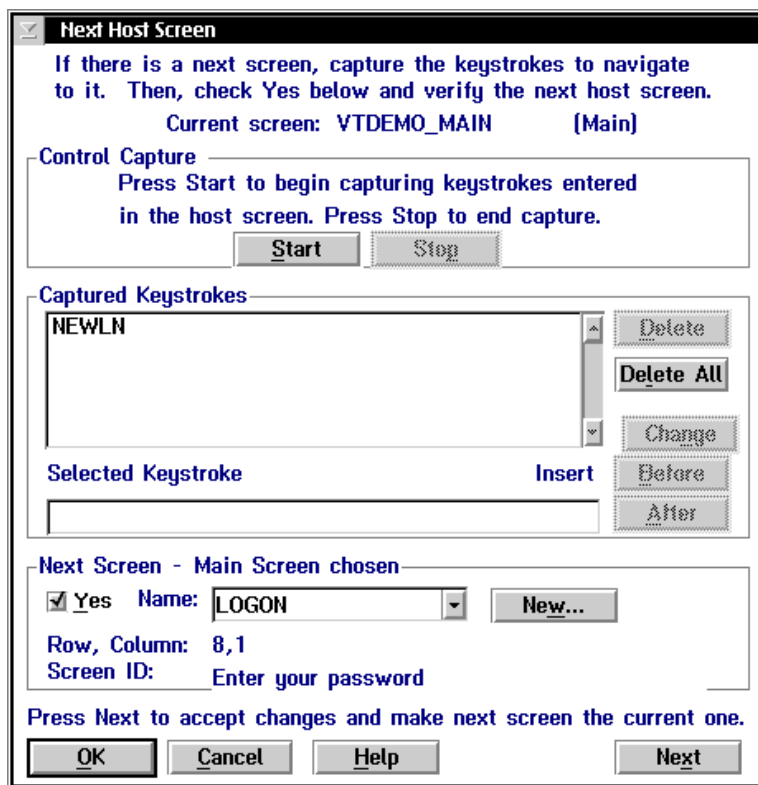 Next Host Screen
If there is a next screen, capture the keystrokes to navigate
to it. Then, check Yes below and verify the next host screen.
Current screen: VTDEMO_MAIN (Main)
Control Capture
Press Start to begin capturing keystrokes entered
in the host screen. Press Stop to end capture.
Start Stop
Captured Keystrokes
NEWLN
Delete
Delete All
Change
Selected Keystroke Insert Before
After
Next Screen - Main Screen chosen
Yes Name: LOGON New...
Row, Column: 8,1
Screen ID: Enter your password
Press Next to accept changes and make next screen the current one.
OK Cancel Help Next